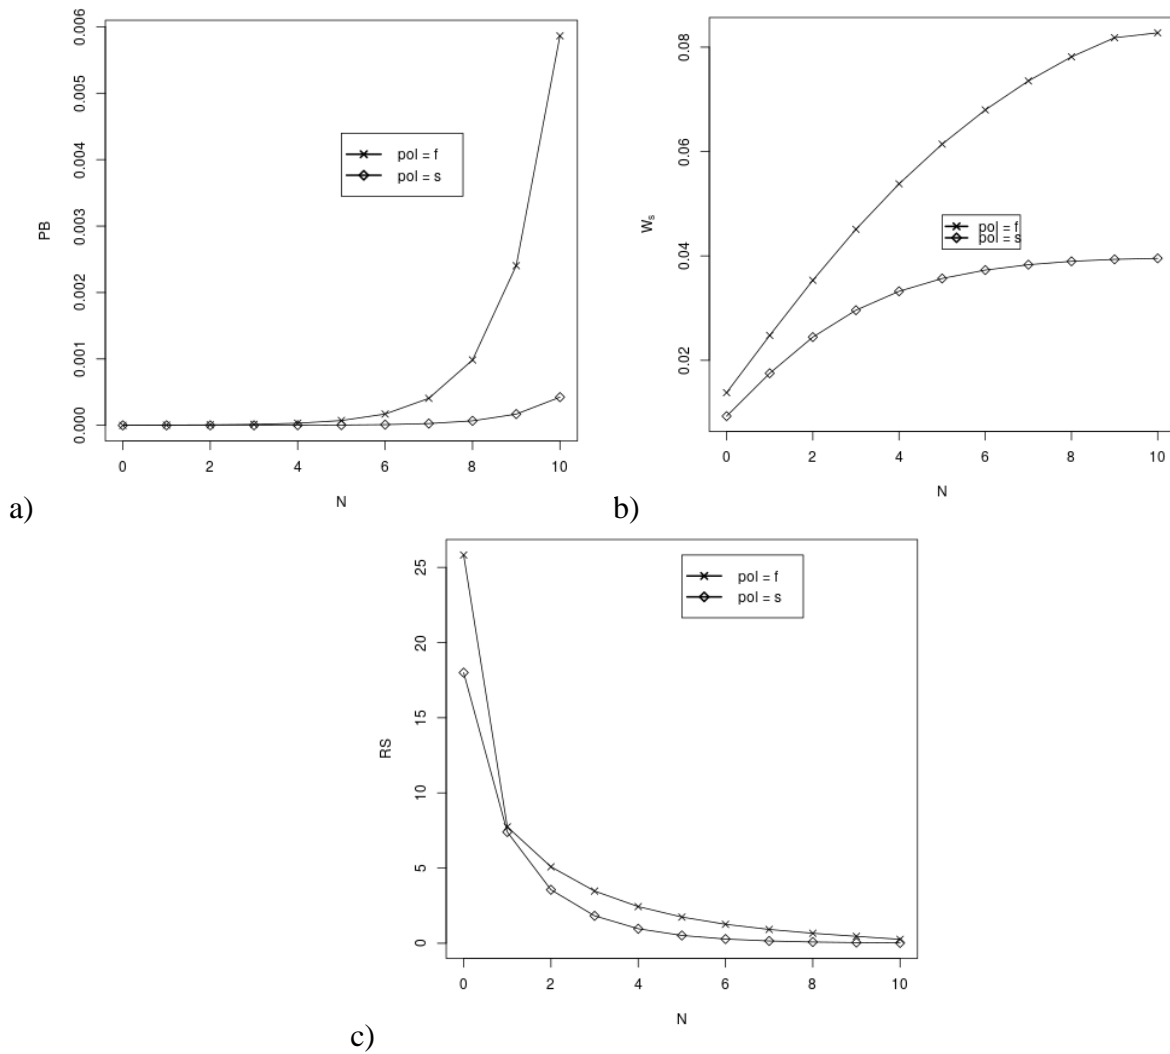 0.006
0.005
0.004
0.003
0.002
0.001
0.000
PB
pol = f
pol = s
0 2 4 6 8 10
N
a)
0.08
0.06
0.04
0.02
Ws
pol = f
pol = s
0 2 4 6 8 10
N
b)
25
20
15
10
5
0
RS
pol = f
pol = s
0 2 4 6 8 10
N
c)